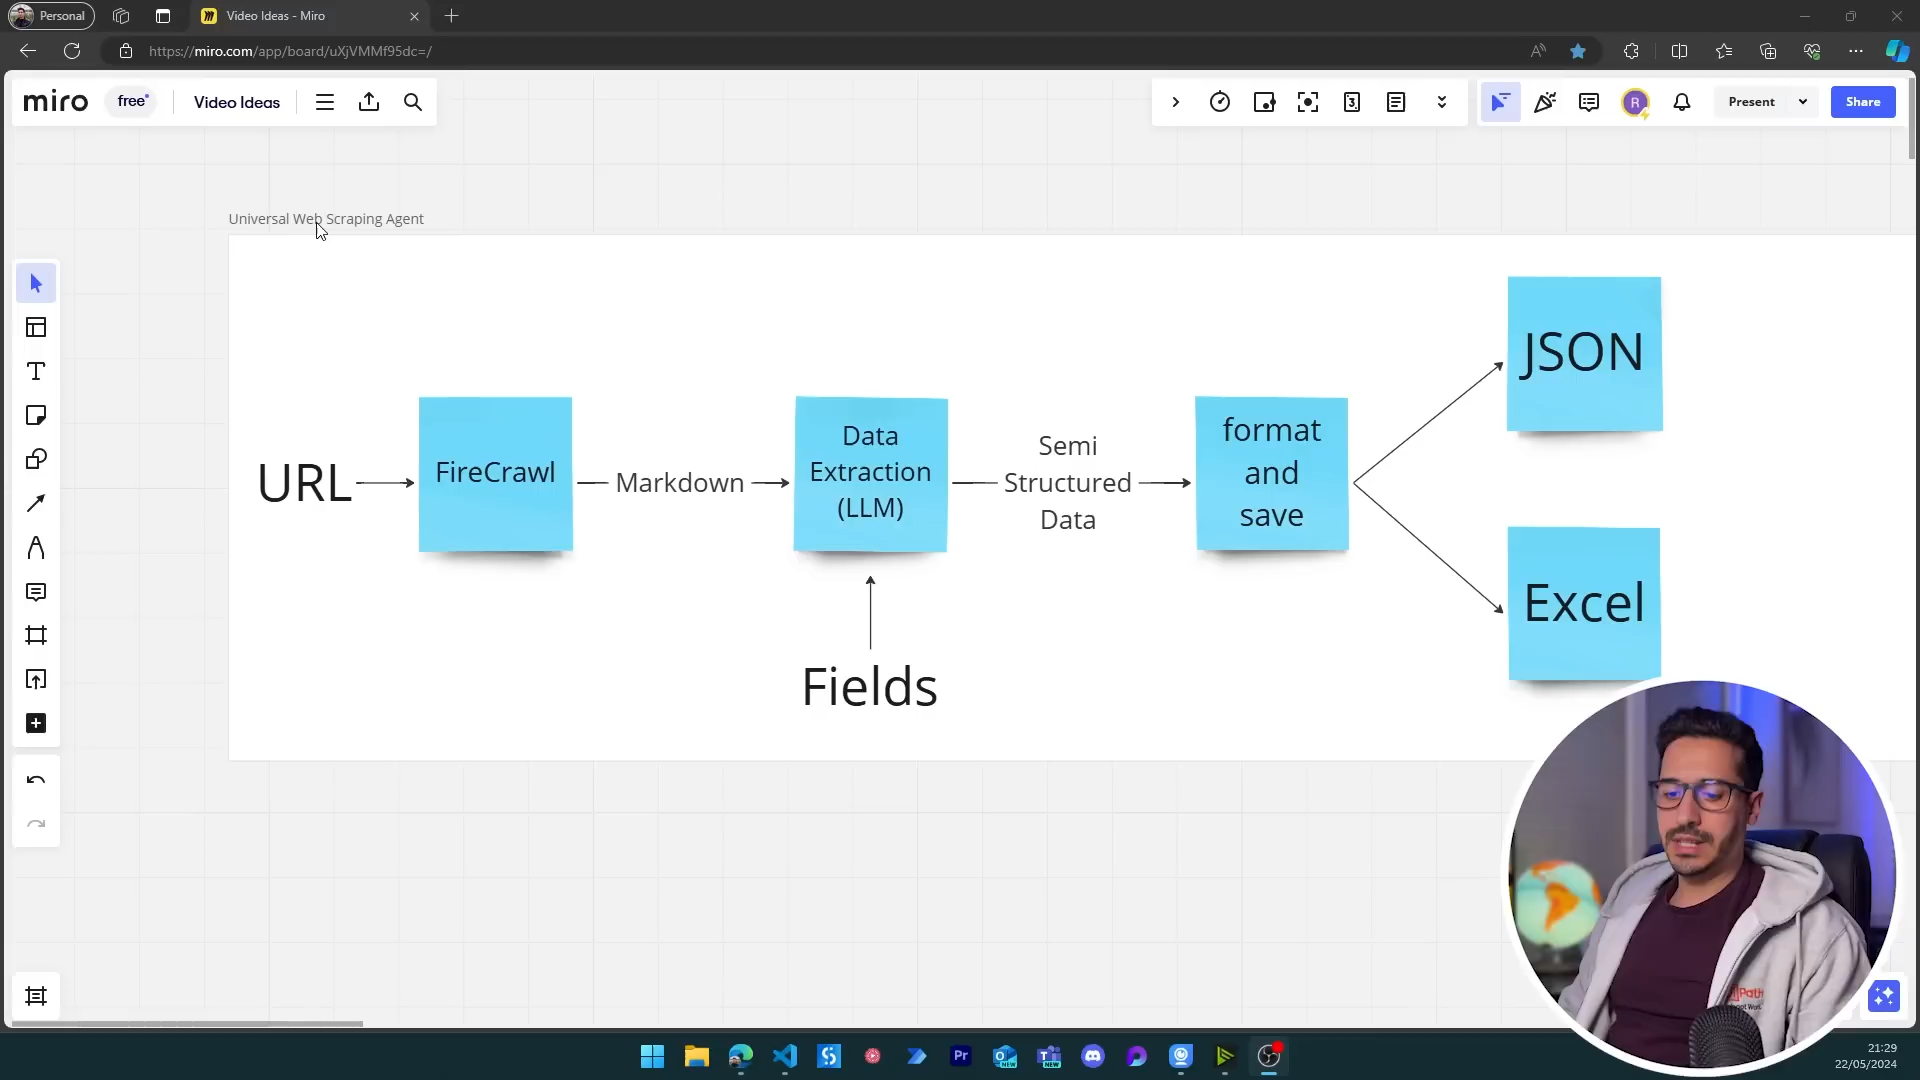 Personal
Video Ideas - Miro
https://miro.com/app/board/uXjVMMf95dc=/
miro
free
Video Ideas
Present
Share
Universal Web Scraping Agent
URL
FireCrawl
Markdown
Data
Extraction
(LLM)
Semi
Structured
Data
format
and
save
JSON
Excel
Fields
Path
21:29
22/05/2024